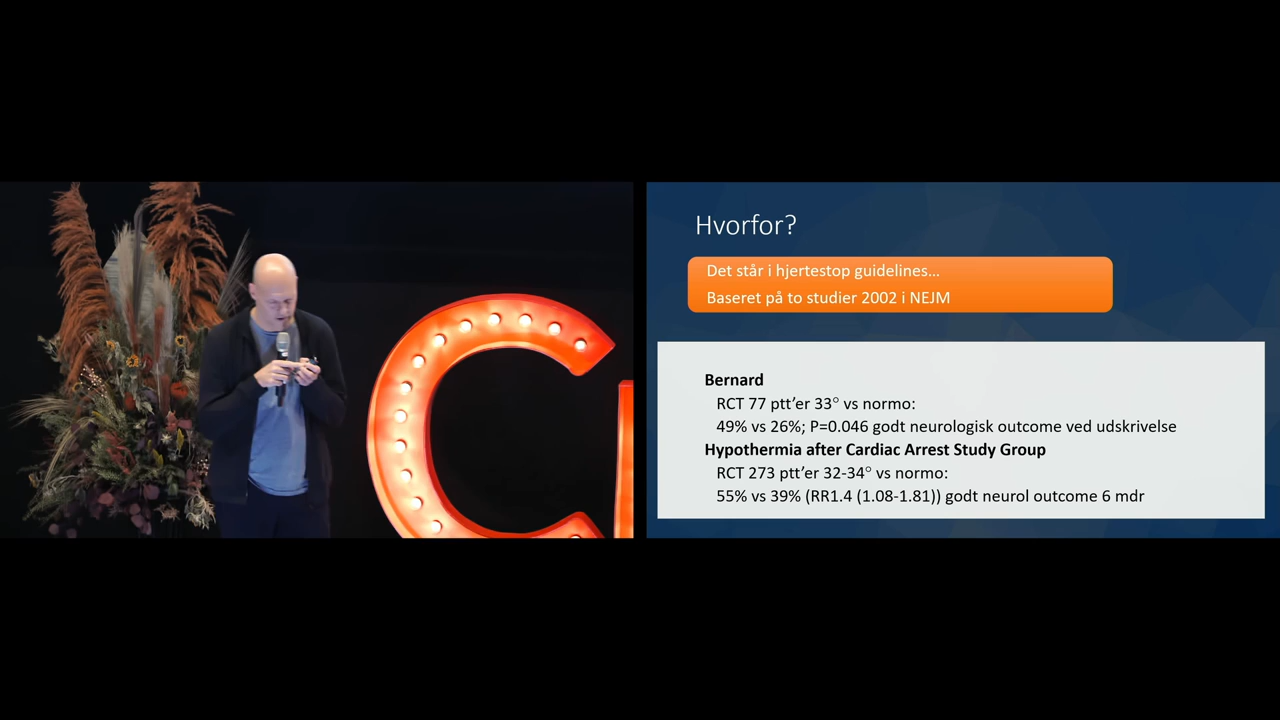 Hvorfor?
Det står i hjertestop guidelines…
Baseret på to studier 2002 i NEJM
Bernard
RCT 77 ptt’er 33° vs normo:
49% vs 26%; P=0.046 godt neurologisk outcome ved udskrivelse
Hypothermia after Cardiac Arrest Study Group
RCT 273 ptt’er 32-34° vs normo:
55% vs 39% (RR1.4 (1.08-1.81)) godt neurol outcome 6 mdr